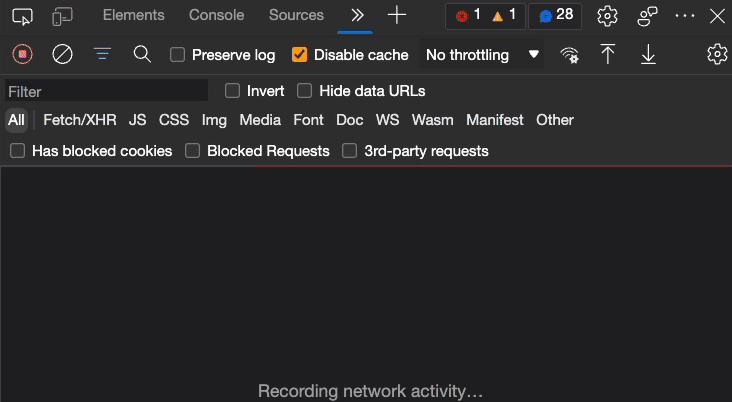 Elements Console Sources 1 1 28
Preserve log Disable cache No throttling
Filter Invert Hide data URLs
All Fetch/XHR JS CSS Img Media Font Doc WS Wasm Manifest Other
Has blocked cookies Blocked Requests 3rd-party requests
Recording network activity…